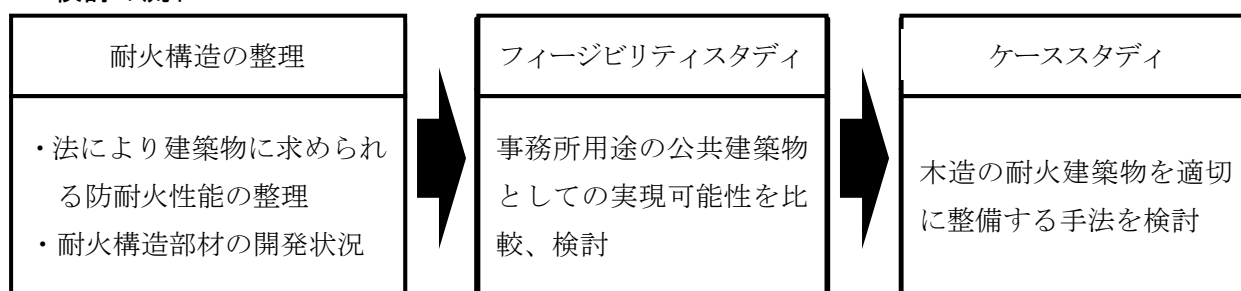 耐火構造の整理
・法により建築物に求められ
る防耐火性能の整理
・耐火構造部材の開発状況
フィージビリティスタディ
事務所用途の公共建築物
としての実現可能性を比
較、検討
ケーススタディ
木造の耐火建築物を適切
に整備する手法を検討